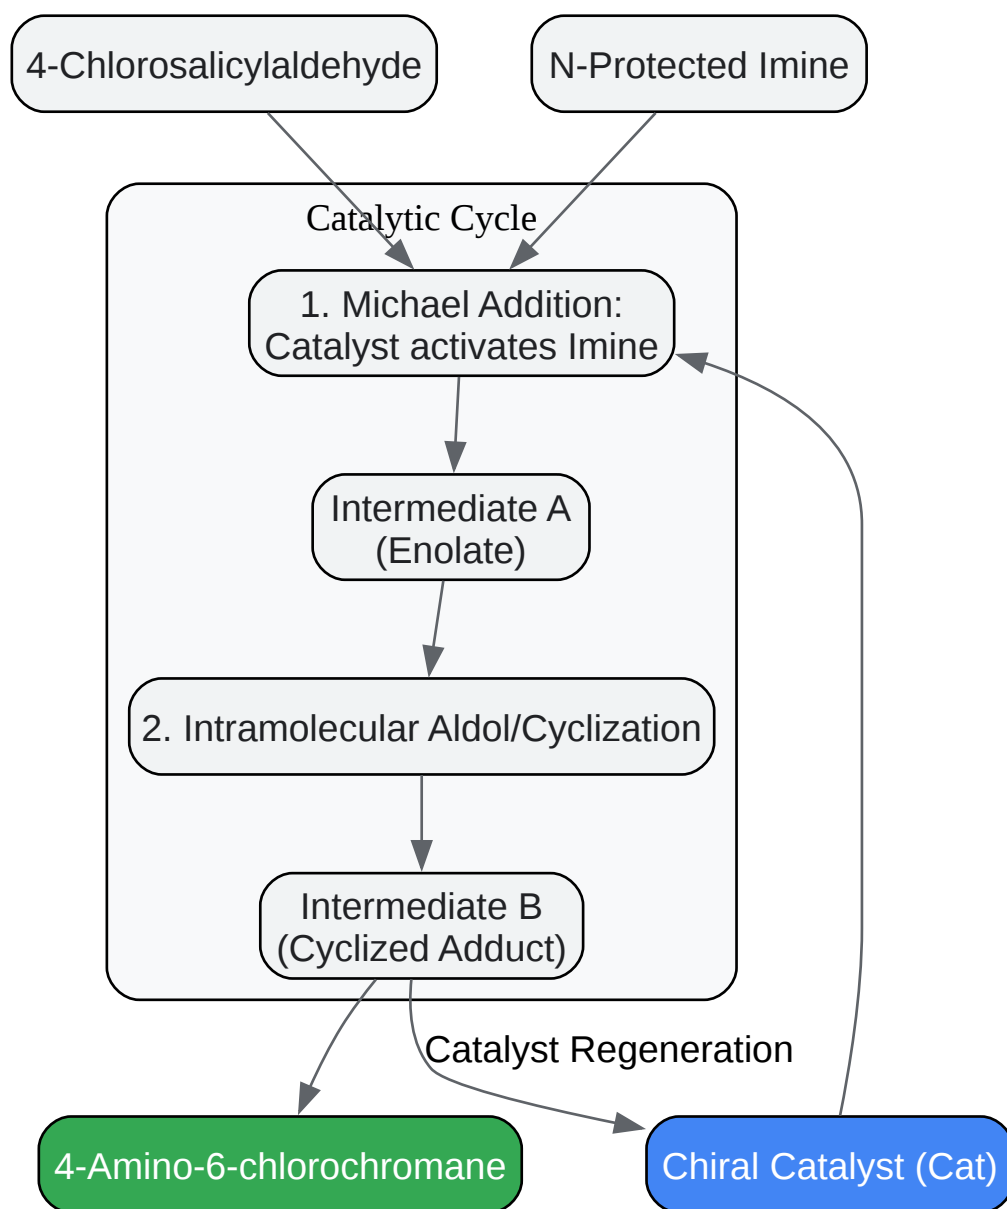 4-Chlorosalicylaldehyde
N-Protected Imine
Catalytic Cycle
1. Michael Addition:
Catalyst activates Imine
Intermediate A
(Enolate)
2. Intramolecular Aldol/Cyclization
Intermediate B
(Cyclized Adduct)
Catalyst Regeneration
4-Amino-6-chlorochromane
Chiral Catalyst (Cat)